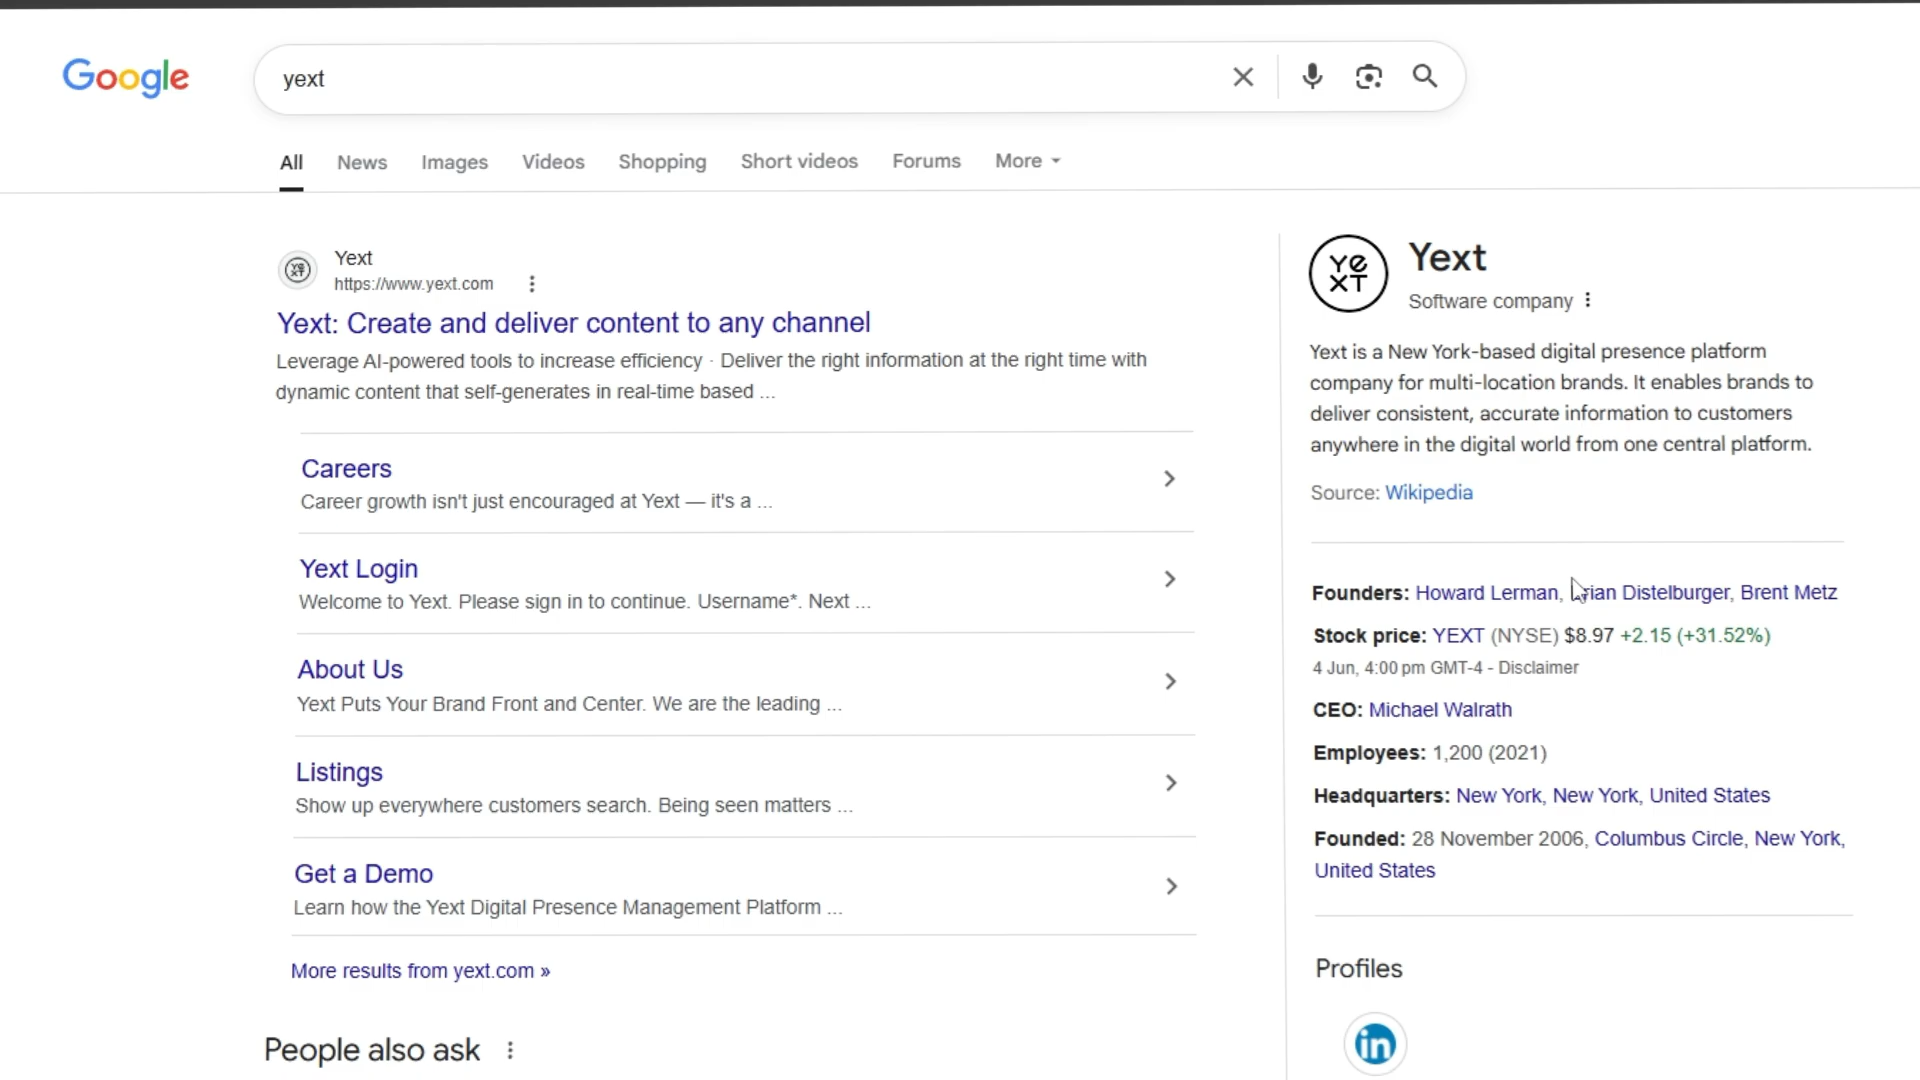 Google
yext
All News Images Videos Shopping Short videos Forums More
Yext
https://www.yext.com
Yext: Create and deliver content to any channel
Leverage AI-powered tools to increase efficiency · Deliver the right information at the right time with
dynamic content that self-generates in real-time based ...
Careers
Career growth isn't just encouraged at Yext — it's a ...
Yext Login
Welcome to Yext. Please sign in to continue. Username*. Next ...
About Us
Yext Puts Your Brand Front and Center. We are the leading ...
Listings
Show up everywhere customers search. Being seen matters ...
Get a Demo
Learn how the Yext Digital Presence Management Platform ...
More results from yext.com »
People also ask
YEXT
Yext
Software company
Yext is a New York-based digital presence platform
company for multi-location brands. It enables brands to
deliver consistent, accurate information to customers
anywhere in the digital world from one central platform.
Source: Wikipedia
Founders: Howard Lerman, Brian Distelburger, Brent Metz
Stock price: YEXT (NYSE) $8.97 +2.15 (+31.52%)
4 Jun, 4:00 pm GMT-4 - Disclaimer
CEO: Michael Walrath
Employees: 1,200 (2021)
Headquarters: New York, New York, United States
Founded: 28 November 2006, Columbus Circle, New York,
United States
Profiles
in